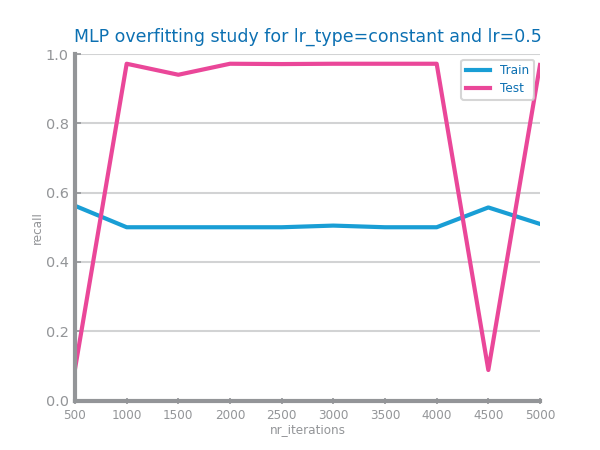 MLP overfitting study for lr_type=constant and lr=0.5
1.0
0.8
0.6
0.4
0.2
0.0
recall
Train
Test
500 1000 1500 2000 2500 3000 3500 4000 4500 5000
nr_iterations